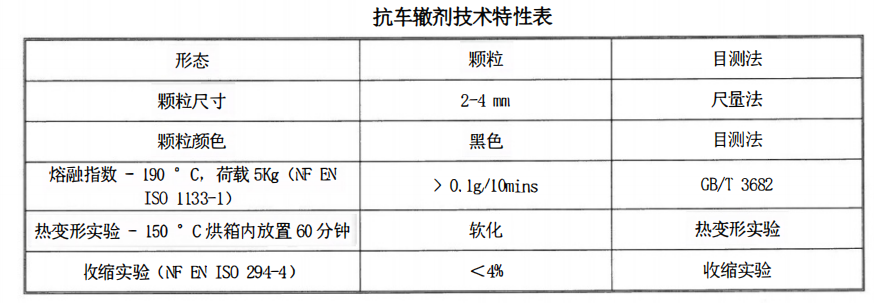 抗车辙剂技术特性表
形态 颗粒 目测法
颗粒尺寸 2-4 mm 尺量法
颗粒颜色 黑色 目测法
熔融指数 - 190 ° C, 荷载 5Kg (NF EN
ISO 1133-1) > 0.1g/10mins GB/T 3682
热变形实验 - 150 ° C 烘箱内放置 60 分钟 软化 热变形实验
收缩实验 (NF EN ISO 294-4) <4% 收缩实验